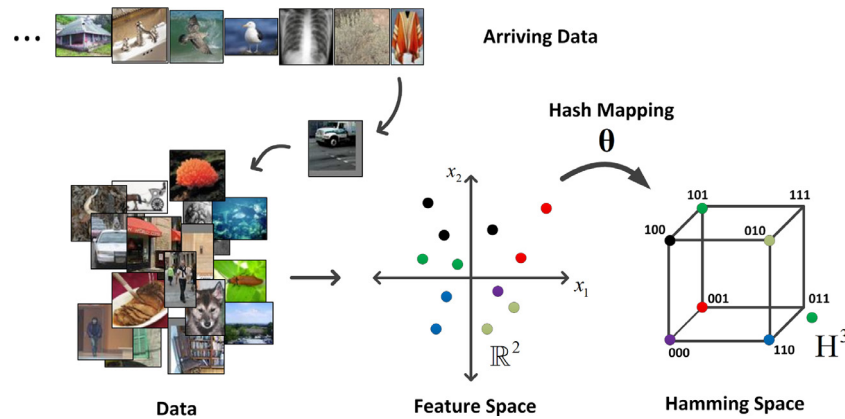 ...
Arriving Data
Hash Mapping
θ
x₂
101
111
100
010
x₁
001
011
ℝ²
000
110
H³
Data
Feature Space
Hamming Space